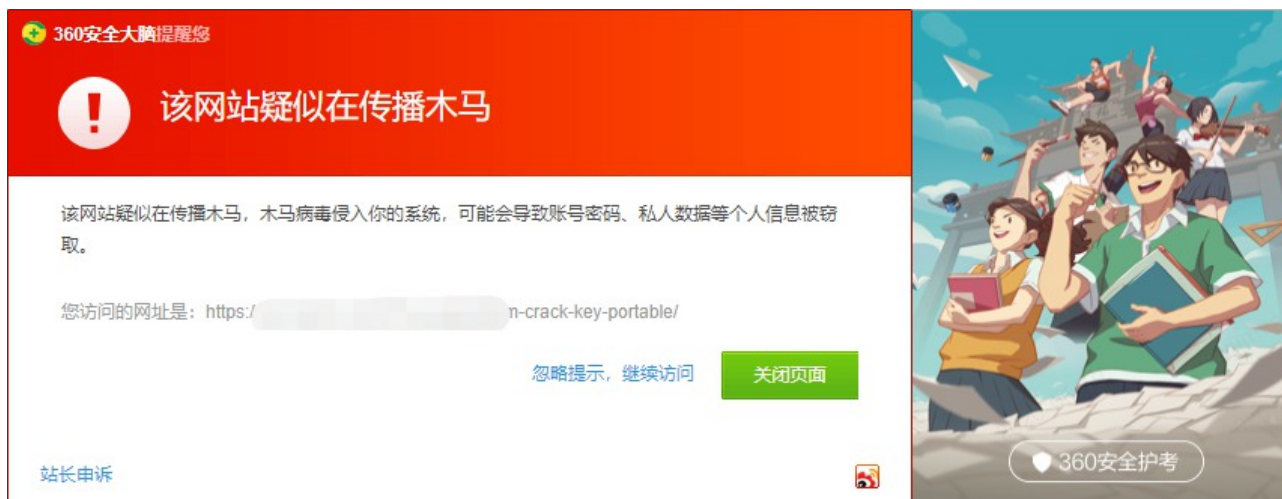 360安全大脑提醒您
该网站疑似在传播木马
该网站疑似在传播木马，木马病毒侵入你的系统，可能会导致账号密码、私人数据等个人信息被窃
取。
您访问的网址是：https:/ m-crack-key-portable/
忽略提示，继续访问
关闭页面
站长申诉
360安全护考